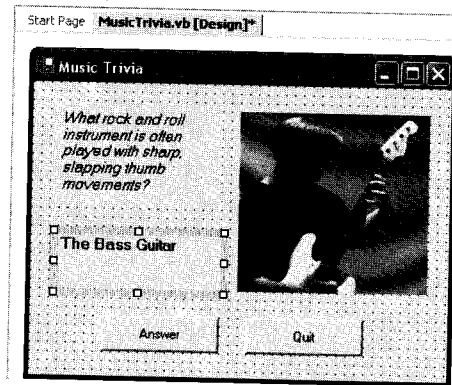 Start Page MusicTrivia.vb [Design]*
Music Trivia
What rock and roll
instrument is often
played with sharp,
slapping thumb
movements?
The Bass Guitar
Answer Quit